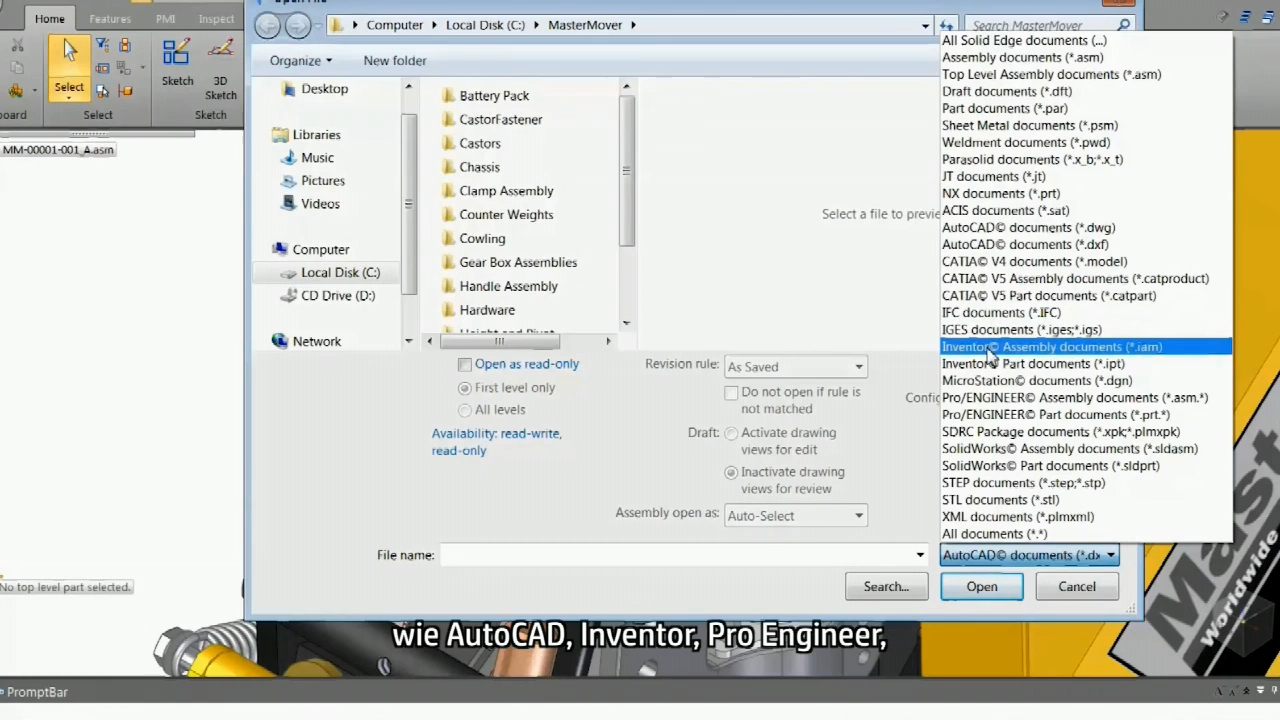 Open File
Home Features PMI Inspect
Computer Local Disk (C:) MasterMover
Search MasterMover
Organize New folder
Select
Sketch
3D
Sketch
oard Select Sketch
MM-00001-001_A.asm
Desktop
Libraries
Music
Pictures
Videos
Computer
Local Disk (C:)
CD Drive (D:)
Network
Battery Pack
CastorFastener
Castors
Chassis
Clamp Assembly
Counter Weights
Cowling
Gear Box Assemblies
Handle Assembly
Hardware
Height and Pivot
Select a file to previe
All Solid Edge documents (...)
Assembly documents (*.asm)
Top Level Assembly documents (*.asm)
Draft documents (*.dft)
Part documents (*.par)
Sheet Metal documents (*.psm)
Weldment documents (*.pwd)
Parasolid documents (*.x_b;*.x_t)
JT documents (*.jt)
NX documents (*.prt)
ACIS documents (*.sat)
AutoCAD© documents (*.dwg)
AutoCAD© documents (*.dxf)
CATIA© V4 documents (*.model)
CATIA© V5 Assembly documents (*.catproduct)
CATIA© V5 Part documents (*.catpart)
IFC documents (*.IFC)
IGES documents (*.iges;*.igs)
Inventor© Assembly documents (*.iam)
Inventor© Part documents (*.ipt)
MicroStation© documents (*.dgn)
Pro/ENGINEER© Assembly documents (*.asm.*)
Pro/ENGINEER© Part documents (*.prt.*)
SDRC Package documents (*.xpk;*.plmxpk)
SolidWorks© Assembly documents (*.sldasm)
SolidWorks© Part documents (*.sldprt)
STEP documents (*.step;*.stp)
STL documents (*.stl)
XML documents (*.plmxml)
All documents (*.*)
Open as read-only
First level only
All levels
Availability: read-write,
read-only
Revision rule: As Saved
Do not open if rule is
not matched
Confi
Draft: Activate drawing
views for edit
Inactivate drawing
views for review
Assembly open as: Auto-Select
File name:
AutoCAD© documents (*.dx
Search... Open Cancel
No top level part selected.
Mast
Worldwide
wie AutoCAD, Inventor, Pro Engineer,
PromptBar